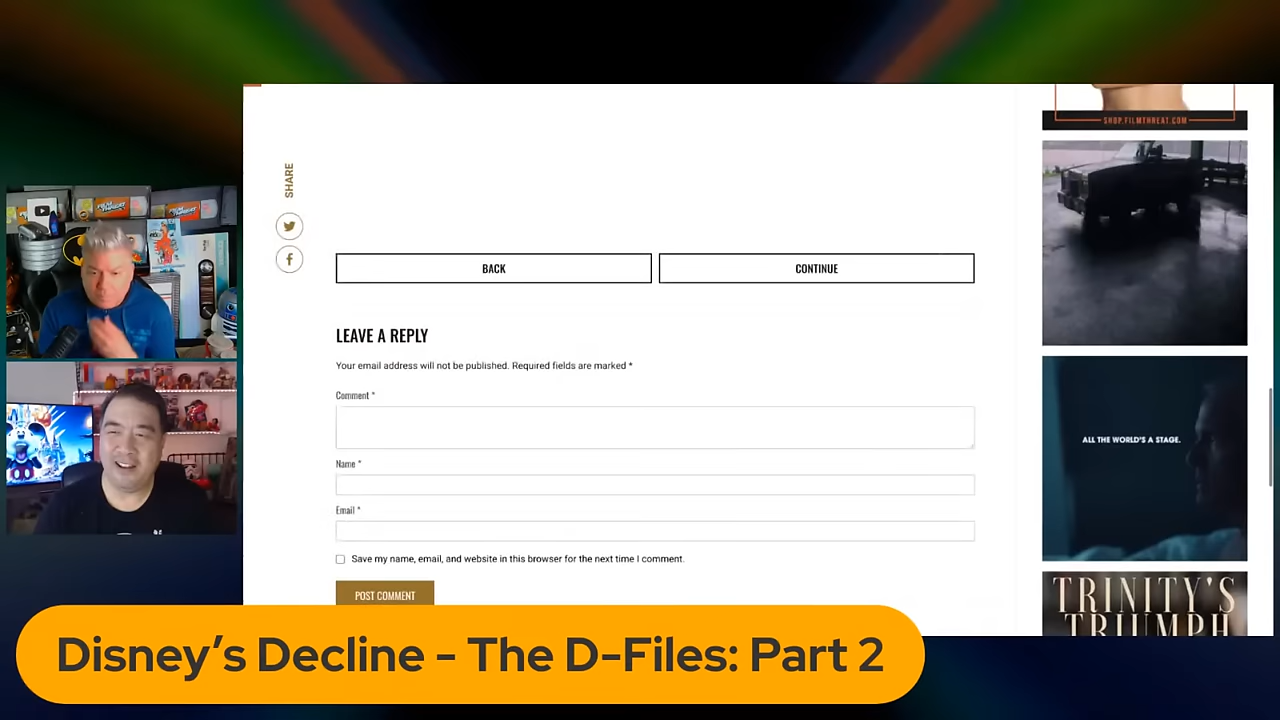 SHOP.FILMTHREAT.COM
SHARE
BACK
CONTINUE
LEAVE A REPLY
Your email address will not be published. Required fields are marked *
Comment *
Name *
Email *
Save my name, email, and website in this browser for the next time I comment.
POST COMMENT
ALL THE WORLD'S A STAGE.
TRINITY'S
TRIUMPH
Disney's Decline - The D-Files: Part 2